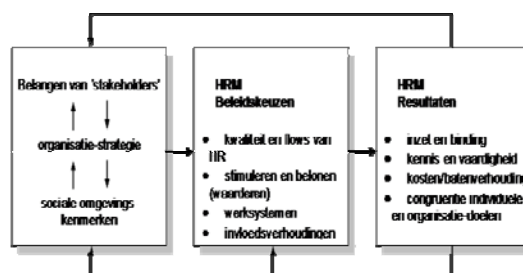 Belangen van 'stakeholders'
organisatie-strategie
sociale omgevings
kenmerken
HRM
Beleidskeuzen
• kwaliteit en flows van
HR
• stimuleren en belonen
(waarderen)
• werksystemen
• invloedsverhoudingen
HRM
Resultaten
• inzet en binding
• kennis en vaardigheid
• kosten/batenverhouding
• congruentie individuele
en organisatie-doelen